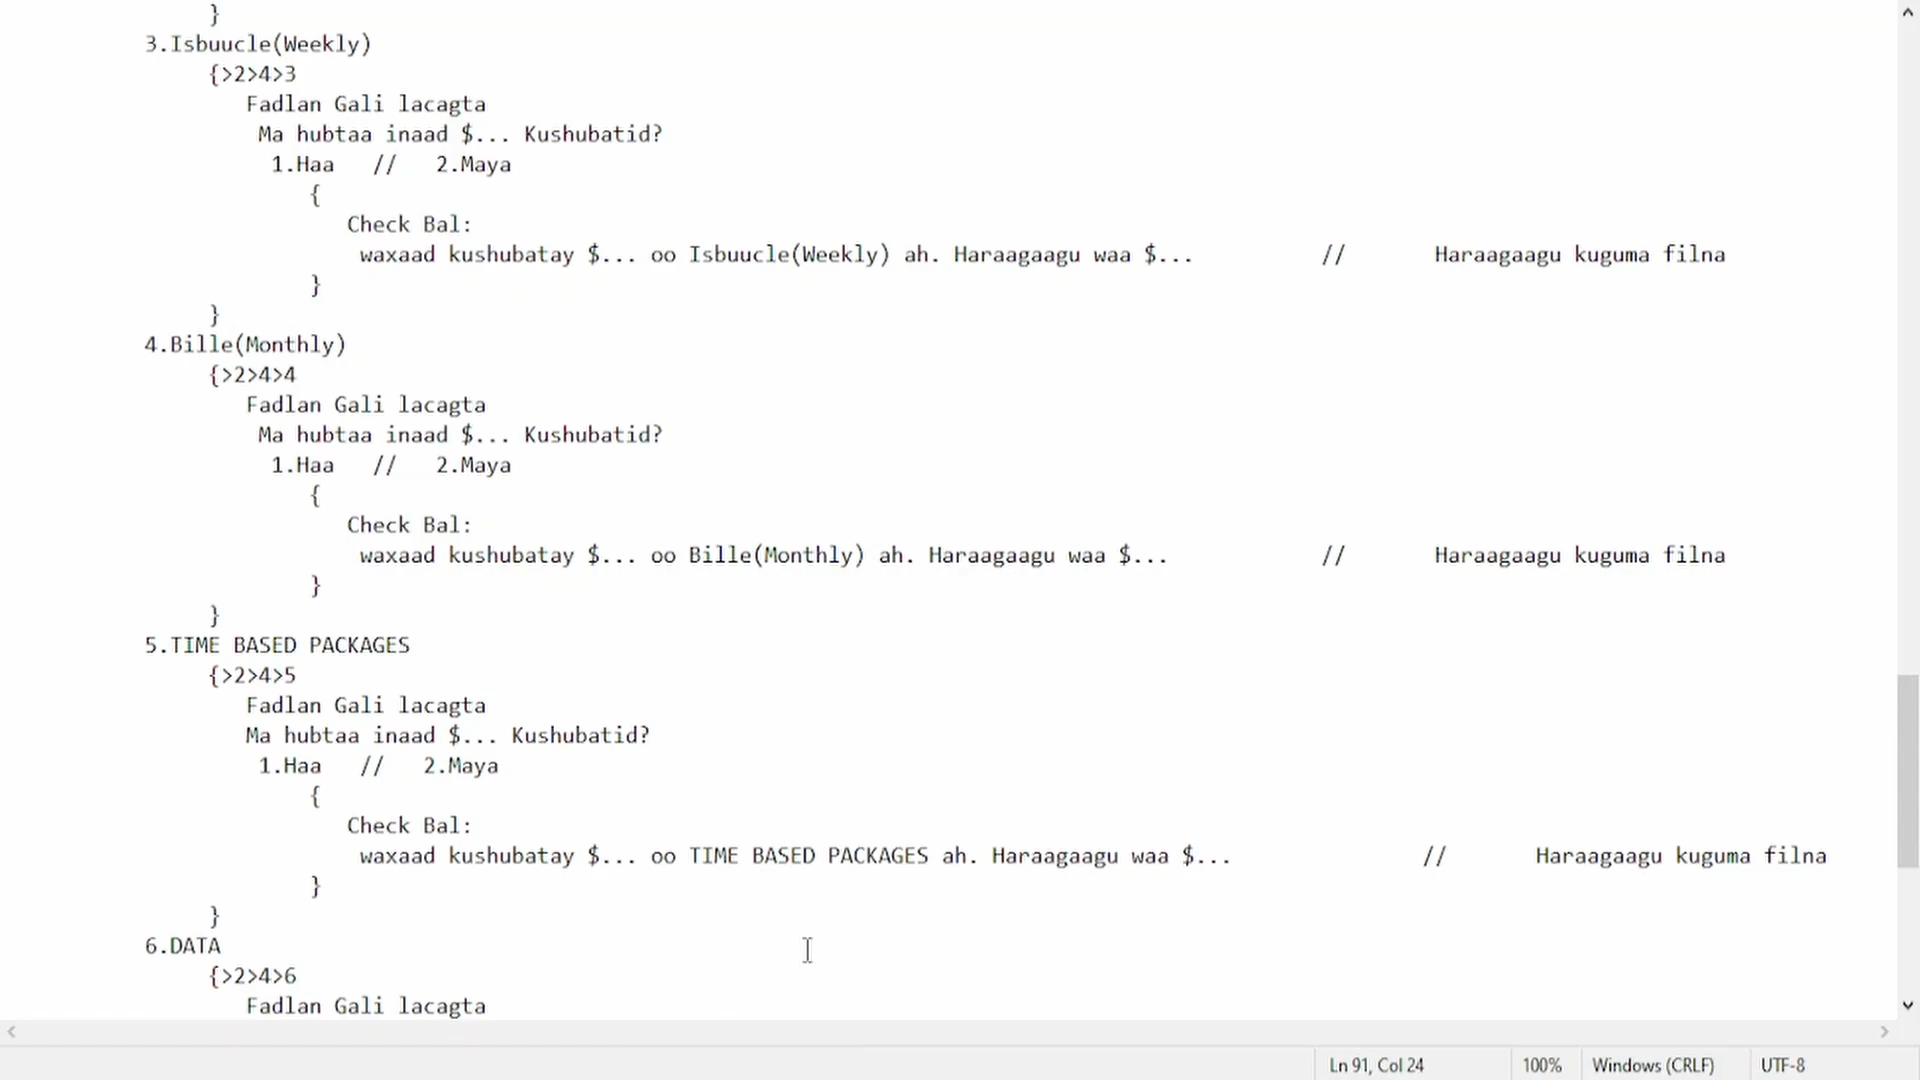 }
3.Isbuucle(Weekly)
{>2>4>3
Fadlan Gali lacagta
Ma hubtaa inaad $... Kushubatid?
1.Haa // 2.Maya
{
Check Bal:
waxaad kushubatay $... oo Isbuucle(Weekly) ah. Haraagaagu waa $... // Haraagaagu kuguma filna
}
}
4.Bille(Monthly)
{>2>4>4
Fadlan Gali lacagta
Ma hubtaa inaad $... Kushubatid?
1.Haa // 2.Maya
{
Check Bal:
waxaad kushubatay $... oo Bille(Monthly) ah. Haraagaagu waa $... // Haraagaagu kuguma filna
}
}
5.TIME BASED PACKAGES
{>2>4>5
Fadlan Gali lacagta
Ma hubtaa inaad $... Kushubatid?
1.Haa // 2.Maya
{
Check Bal:
waxaad kushubatay $... oo TIME BASED PACKAGES ah. Haraagaagu waa $... // Haraagaagu kuguma filna
}
}
6.DATA
{>2>4>6
Fadlan Gali lacagta
Ln 91, Col 24 100% Windows (CRLF) UTF-8